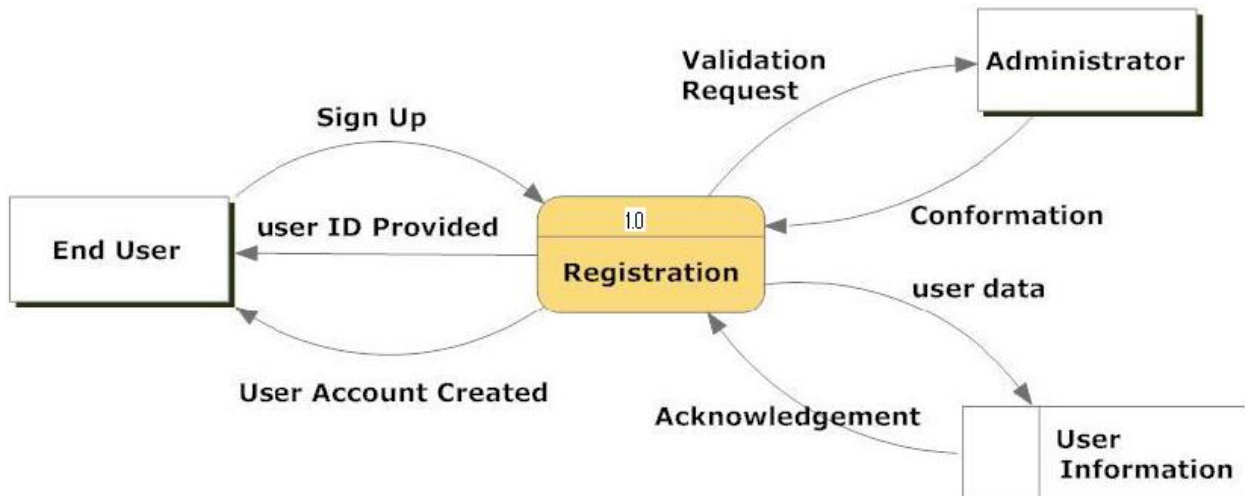 Validation
Request
Administrator
Sign Up
Conformation
1.0
user ID Provided
End User
Registration
user data
User Account Created
Acknowledgement
User
Information